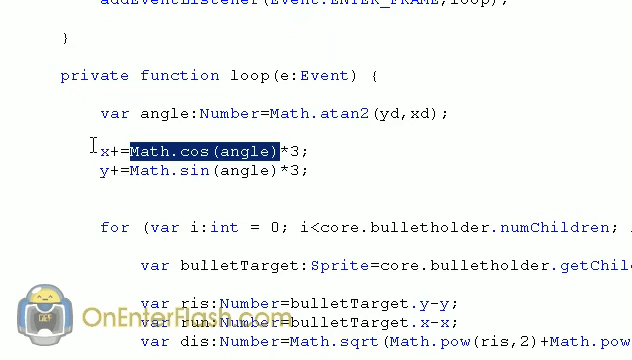 addEventListener(Event.ENTER_FRAME,loop);
}
private function loop(e:Event) {
var angle:Number=Math.atan2(yd,xd);
x+=Math.cos(angle)*3;
y+=Math.sin(angle)*3;
for (var i:int = 0; i<core.bulletholder.numChildren;
var bulletTarget:Sprite=core.bulletholder.getChil
var ris:Number=bulletTarget.y-y;
var run:Number=bulletTarget.x-x;
var dis:Number=Math.sqrt(Math.pow(ris,2)+Math.pow
GEF
OnEnterFlash.com